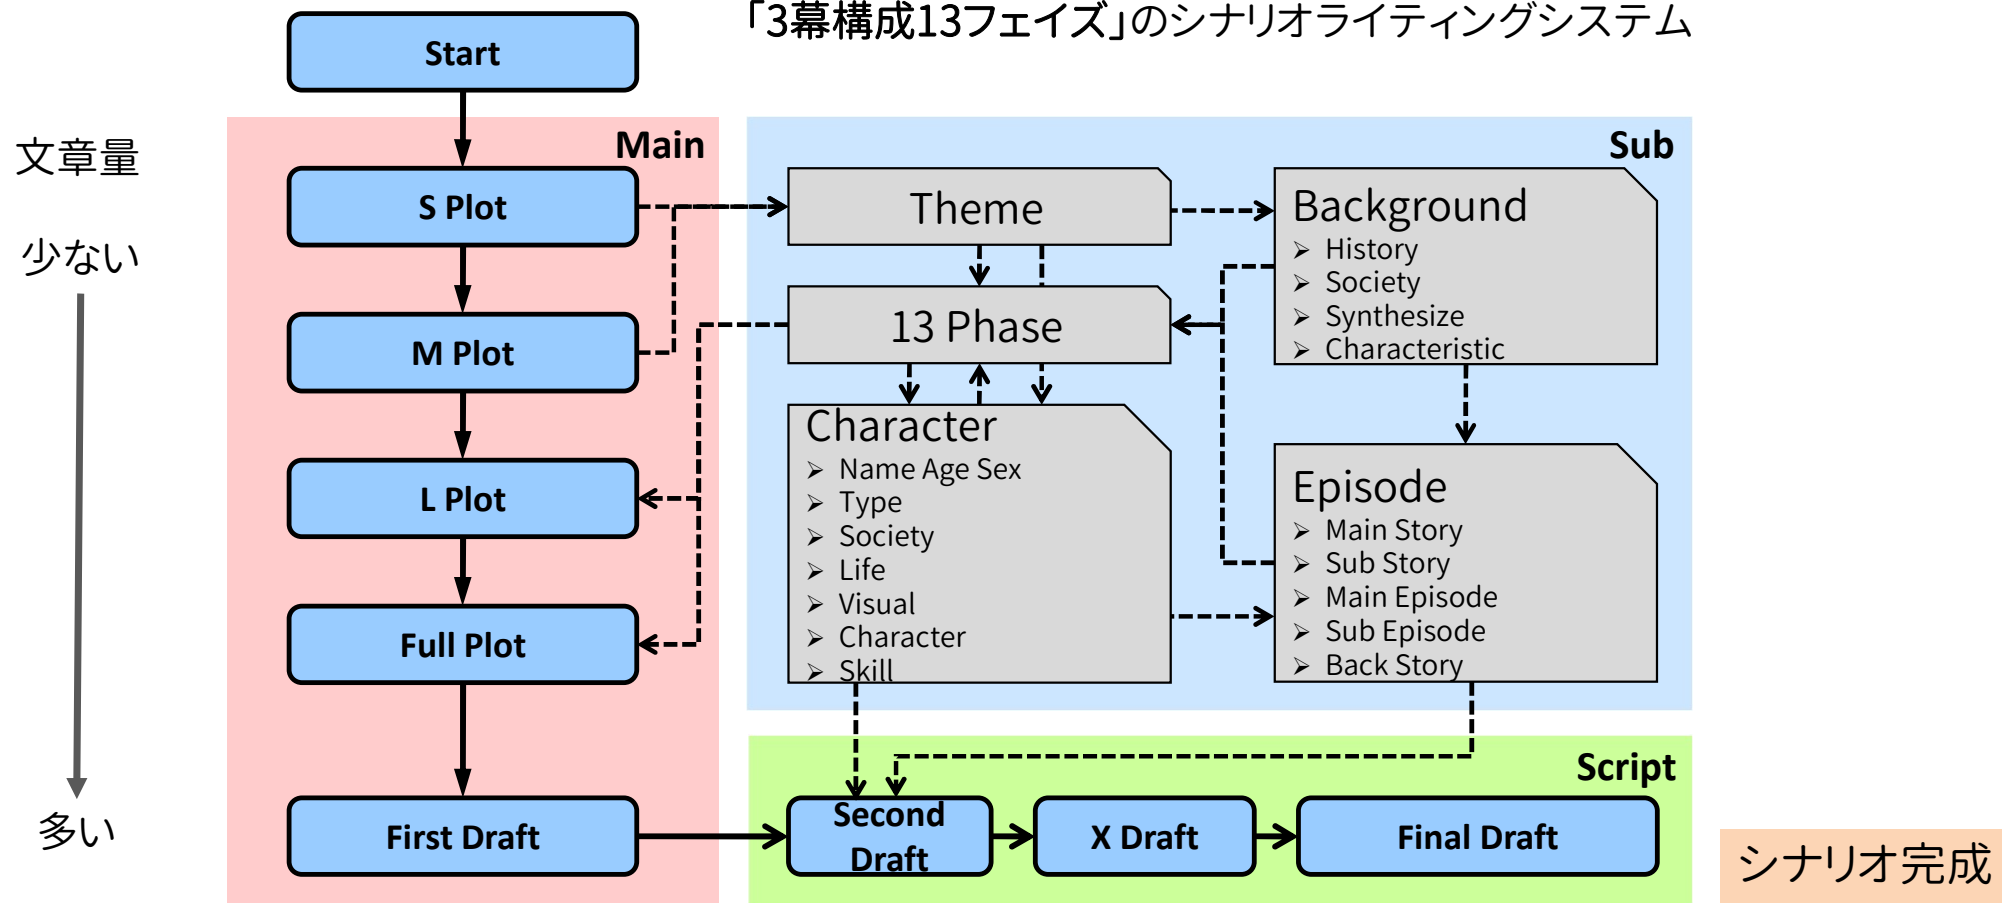 「3幕構成13フェイズ」のシナリオライティングシステム
Start
文章量
少ない
多い
Main
S Plot
M Plot
L Plot
Full Plot
First Draft
Sub
Theme
13 Phase
Character
➢ Name Age Sex
➢ Type
➢ Society
➢ Life
➢ Visual
➢ Character
➢ Skill
Background
➢ History
➢ Society
➢ Synthesize
➢ Characteristic
Episode
➢ Main Story
➢ Sub Story
➢ Main Episode
➢ Sub Episode
➢ Back Story
Script
Second
Draft
X Draft
Final Draft
シナリオ完成